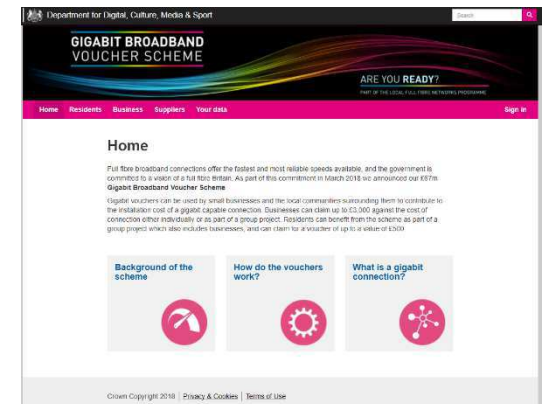 Department for Digital, Culture, Media & Sport
Search
GIGABIT BROADBAND
VOUCHER SCHEME
ARE YOU READY?
PART OF THE LOCAL FULL FIBRE NETWORKS PROGRAMME
Home Residents Business Suppliers Your data Sign in
Home
Full fibre broadband connections offer the fastest and most reliable speeds available, and the government is
committed to a vision of a full fibre Britain. As part of this commitment in March 2018 we announced our £67m
Gigabit Broadband Voucher Scheme
Gigabit vouchers can be used by small businesses and the local communities surrounding them to contribute to
the installation cost of a gigabit capable connection. Businesses can claim up to £3,000 against the cost of
connection either individually or as part of a group project. Residents can benefit from the scheme as part of a
group project which also includes businesses, and can claim for a voucher of up to a value of £500
Background of the
scheme
How do the vouchers
work?
What is a gigabit
connection?
Crown Copyright 2018 | Privacy & Cookies | Terms of Use